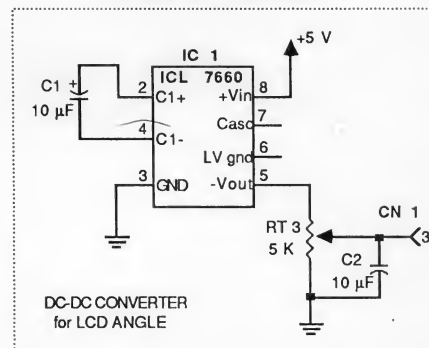 IC 1
+5 V
ICL 7660
C1 +
10 µF
2
C1+
+Vin
8
Casc
7
4
C1-
LV gnd
6
3
GND
-Vout
5
RT 3
5 K
CN 1
3
C2
10 µF
DC-DC CONVERTER
for LCD ANGLE